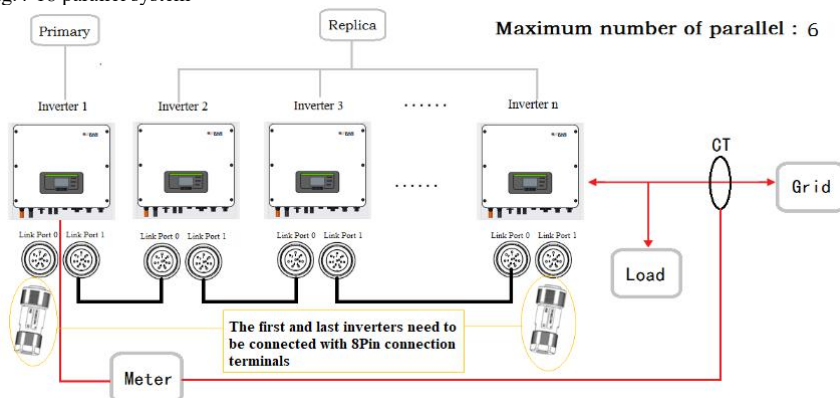 Primary
Replica
Maximum number of parallel : 6
Inverter 1
Inverter 2
Inverter 3
......
Inverter n
......
CT
Grid
Link Port 0
Link Port 1
Link Port 0
Link Port 1
Link Port 0
Link Port 1
Link Port 0
Link Port 1
Load
The first and last inverters need to
be connected with 8Pin connection
terminals
Meter